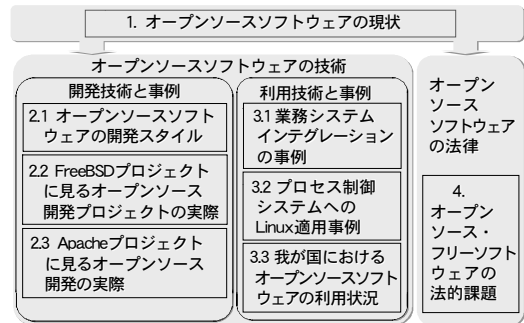 1. オープンソースソフトウェアの現状
オープンソースソフトウェアの技術
開発技術と事例
2.1 オープンソースソフト
ウェアの開発スタイル
2.2 FreeBSDプロジェクト
に見るオープンソース
開発プロジェクトの実際
2.3 Apacheプロジェクト
に見るオープンソース
開発の実際
利用技術と事例
3.1 業務システム
インテグレーション
の事例
3.2 プロセス制御
システムへの
Linux適用事例
3.3 我が国における
オープンソースソフト
ウェアの利用状況
オープン
ソース
ソフトウェア
の法律
4.
オープン
ソース・
フリーソフト
ウェアの
法的課題